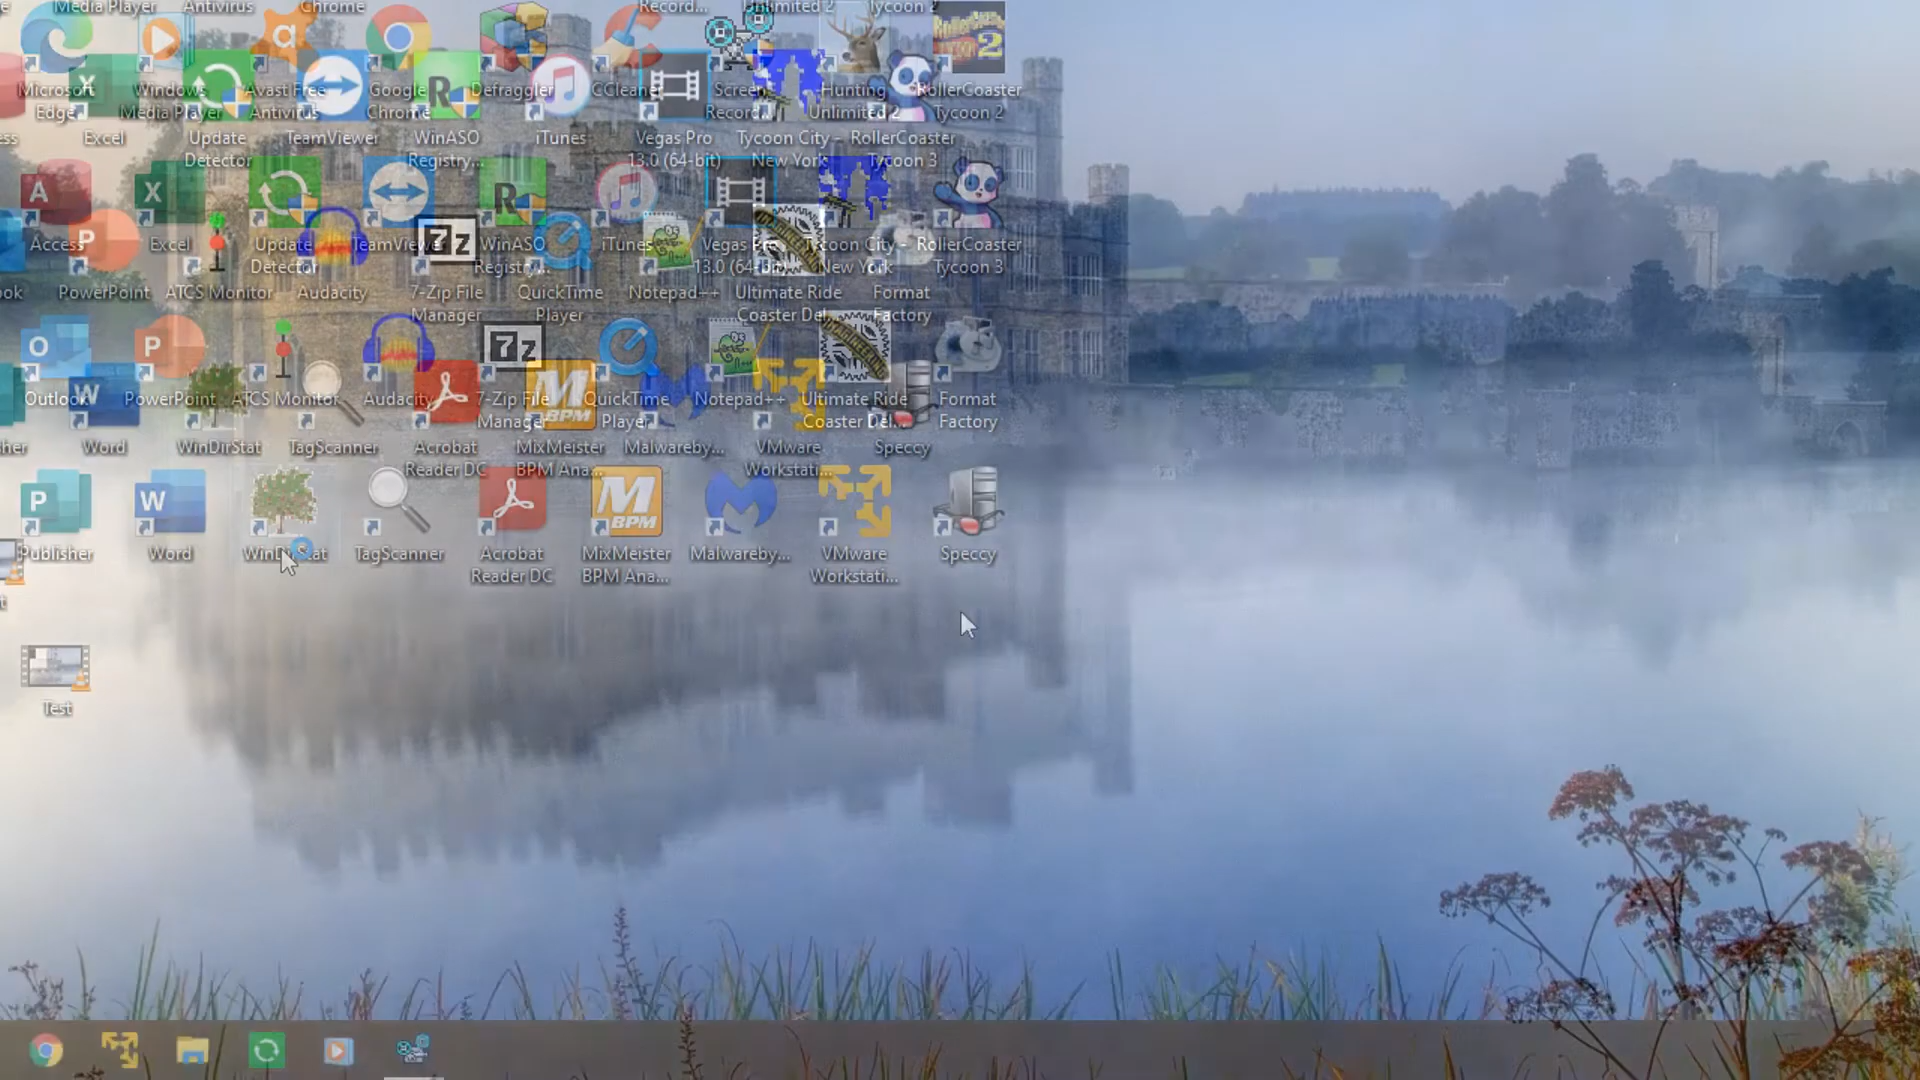 Media Player
Antivirus
Chrome
Record...
Unlimited 2
Tycoon 2
Microsoft
Edge
Windows
Media Player
Avast Free
Antivirus
Google
Chrome
Defraggler
CCleaner
Screen
Record...
Hunting
Unlimited 2
RollerCoaster
Tycoon 2
Excel
Update
Detector
TeamViewer
WinASO
Registry...
iTunes
Vegas Pro
13.0 (64-bit)
Tycoon City -
New York
RollerCoaster
Tycoon 3
Access
Excel
Update
Detector
TeamViewer
WinASO
Registry...
iTunes
Vegas Pro
13.0 (64-bit)
Tycoon City -
New York
RollerCoaster
Tycoon 3
PowerPoint
ATCS Monitor
Audacity
7-Zip File
Manager
QuickTime
Player
Notepad++
Ultimate Ride
Coaster Del...
Format
Factory
Outlook
PowerPoint
ATCS Monitor
Audacity
7-Zip File
Manager
QuickTime
Player
Notepad++
Ultimate Ride
Coaster Del...
Format
Factory
Word
WinDirStat
TagScanner
Acrobat
Reader DC
MixMeister
BPM Ana...
Malwareby...
VMware
Workstati...
Speccy
Publisher
Word
WinDirStat
TagScanner
Acrobat
Reader DC
MixMeister
BPM Ana...
Malwareby...
VMware
Workstati...
Speccy
Test